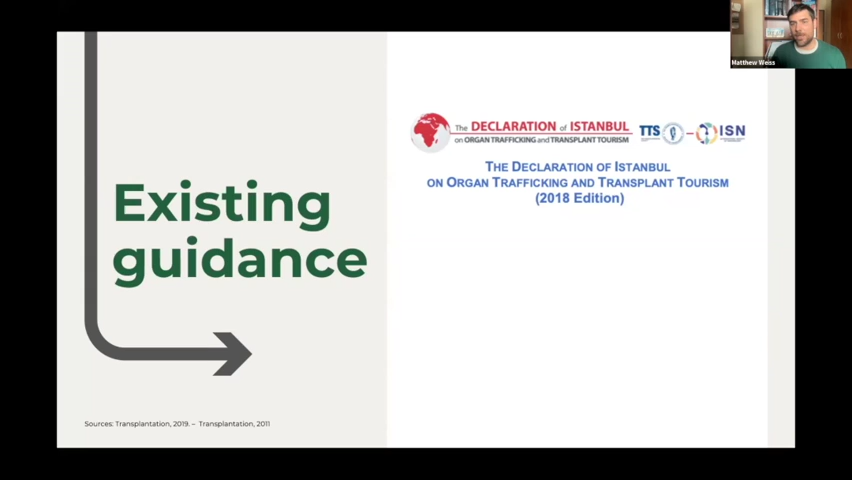 Matthew Weiss
The DECLARATION of ISTANBUL
on ORGAN TRAFFICKING and TRANSPLANT TOURISM
TTS
ISN
THE DECLARATION OF ISTANBUL
ON ORGAN TRAFFICKING AND TRANSPLANT TOURISM
(2018 Edition)
Existing
guidance
Sources: Transplantation, 2019. – Transplantation, 2011